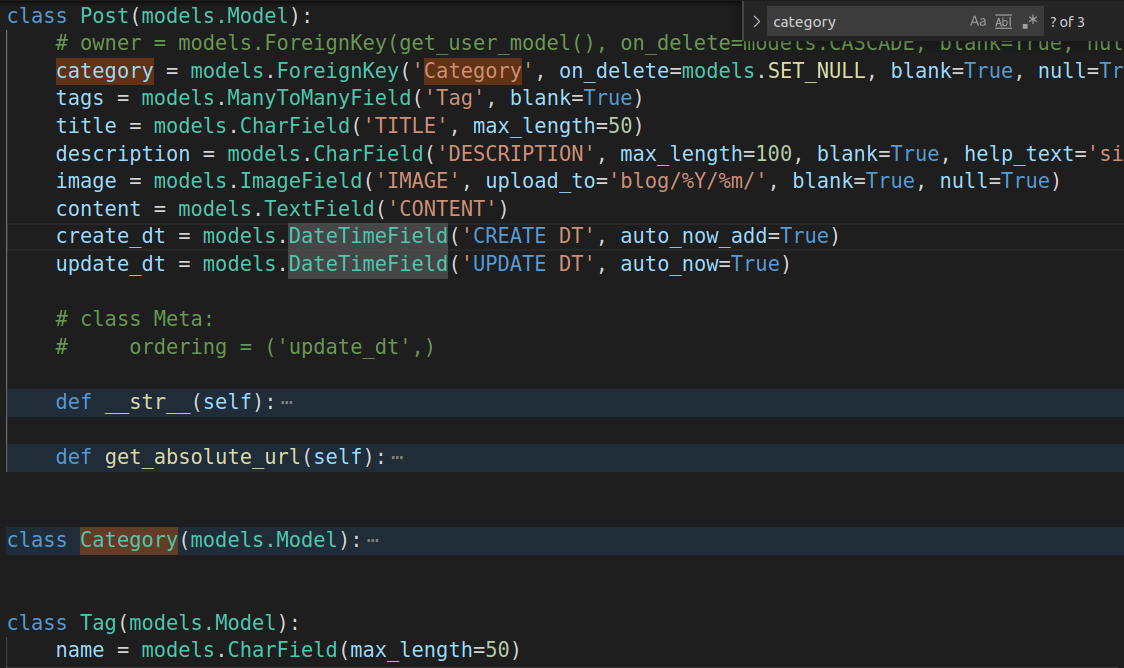 class Post(models.Model):
category
Aa Abl .* ? of 3
# owner = models.ForeignKey(get_user_model(), on_delete=models.CASCADE, blank=True,
category = models.ForeignKey('Category', on_delete=models.SET_NULL, blank=True, null=Tr
tags = models.ManyToManyField('Tag', blank=True)
title = models.CharField('TITLE', max_length=50)
description = models.CharField('DESCRIPTION', max_length=100, blank=True, help_text='si
image = models.ImageField('IMAGE', upload_to='blog/%Y/%m/', blank=True, null=True)
content = models.TextField('CONTENT')
create_dt = models.DateTimeField('CREATE DT', auto_now_add=True)
update_dt = models.DateTimeField('UPDATE DT', auto_now=True)
# class Meta:
#     ordering = ('update_dt',)
def __str__(self):⋯
def get_absolute_url(self):⋯
class Category(models.Model):⋯
class Tag(models.Model):
name = models.CharField(max_length=50)